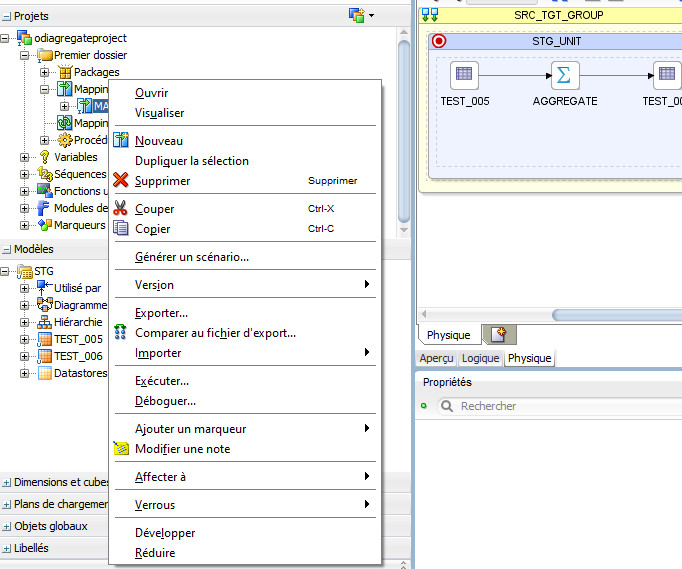 Projets
odiagregateproject
Premier dossier
Packages
Mappin
MA
Mappin
Procéd
Variables
Séquences
Fonctions u
Modules de
Marqueurs
Modèles
STG
Utilisé par
Diagramme
Hiérarchie
TEST_005
TEST_006
Datastores
Dimensions et cubes
Plans de chargemen
Objets globaux
Libellés
Ouvrir
Visualiser
Nouveau
Dupliquer la sélection
Supprimer Supprimer
Couper Ctrl-X
Copier Ctrl-C
Générer un scénario...
Version
Exporter...
Comparer au fichier d'export...
Importer
Exécuter...
Déboguer...
Ajouter un marqueur
Modifier une note
Affecter à
Verrous
Développer
Réduire
SRC_TGT_GROUP
STG_UNIT
TEST_005 AGGREGATE TEST_00
Physique
Aperçu Logique Physique
Propriétés
Rechercher